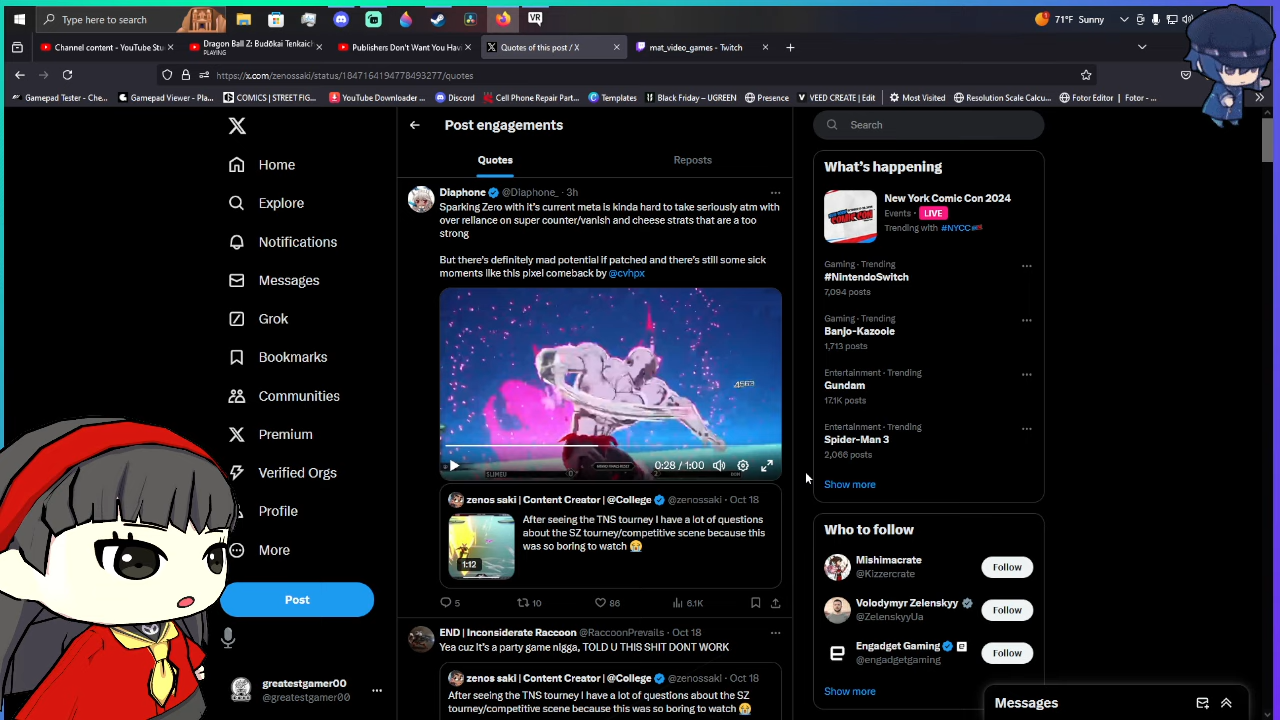 Type here to search
71°F Sunny
Channel content - YouTube Stu
Dragon Ball Z: Budōkai Tenkaich
PLAYING
Publishers Don't Want You Havi
Quotes of this post / X
mat_video_games - Twitch
https://x.com/zenossaki/status/1847164194778493277/quotes
Gamepad Tester - Che...
Gamepad Viewer - Pla...
COMICS | STREET FIG...
YouTube Downloader ...
Discord
Cell Phone Repair Part...
Templates
Black Friday – UGREEN
Presence
VEED CREATE | Edit
Most Visited
Resolution Scale Calcu...
Fotor Editor | Fotor - ...
Home
Explore
Notifications
Messages
Grok
Bookmarks
Communities
Premium
Verified Orgs
Profile
More
Post
greatestgamer00
@greatestgamer00
Post engagements
Quotes
Reposts
Diaphone @Diaphone_ · 3h
Sparking Zero with it's current meta is kinda hard to take seriously atm with
over reliance on super counter/vanish and cheese strats that are a too
strong
But there's definitely mad potential if patched and there's still some sick
moments like this pixel comeback by @cvhpx
4563
SLIMEU
0:28 / 1:00
zenos saki | Content Creator | @College @zenossaki · Oct 18
After seeing the TNS tourney I have a lot of questions
about the SZ tourney/competitive scene because this
was so boring to watch 😭
1:12
5
10
86
6.1K
END | Inconsiderate Raccoon @RaccoonPrevails · Oct 18
Yea cuz It's a party game nigga, TOLD U THIS SHIT DONT WORK
zenos saki | Content Creator | @College @zenossaki · Oct 18
After seeing the TNS tourney I have a lot of questions about the SZ
tourney/competitive scene because this was so boring to watch 😭
Search
What's happening
New York Comic Con 2024
Events · LIVE
Trending with #NYCC
Gaming · Trending
#NintendoSwitch
7,094 posts
Gaming · Trending
Banjo-Kazooie
1,713 posts
Entertainment · Trending
Gundam
17.1K posts
Entertainment · Trending
Spider-Man 3
2,066 posts
Show more
Who to follow
Mishimacrate
@Kizzercrate
Follow
Volodymyr Zelenskyy
@ZelenskyyUa
Follow
Engadget Gaming
@engadgetgaming
Follow
Show more
Messages